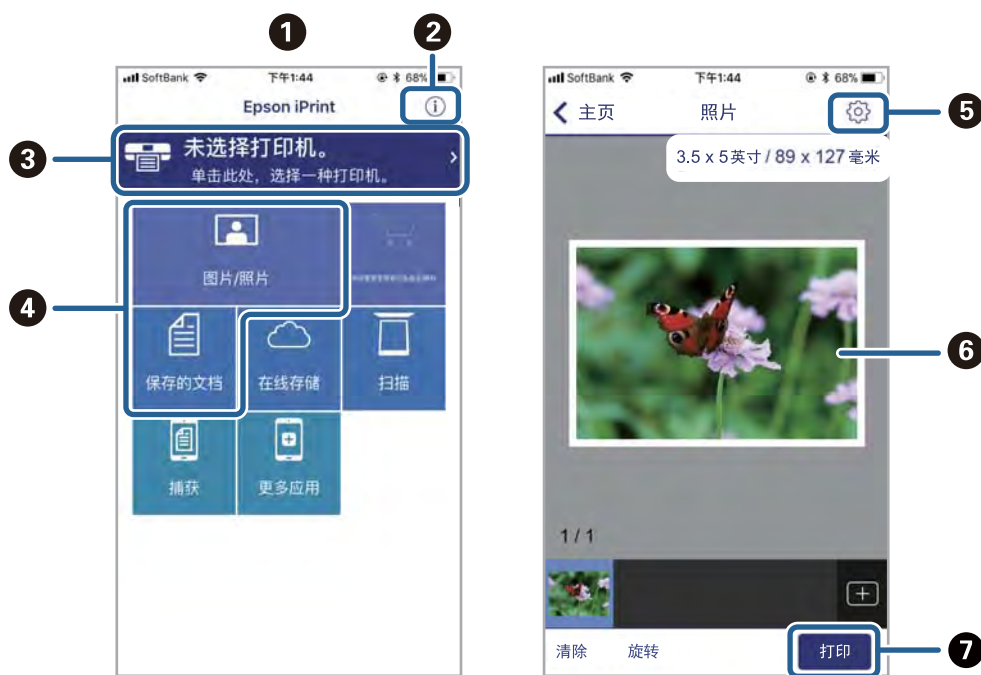 1
2
SoftBank 下午1:44 68%
Epson iPrint
3
未选择打印机。
单击此处，选择一种打印机。
4
图片/照片
保存的文档 在线存储 扫描
捕获 更多应用
SoftBank 下午1:44 68%
主页 照片
5
3.5 x 5英寸 / 89 x 127 毫米
6
1 / 1
清除 旋转 打印
7